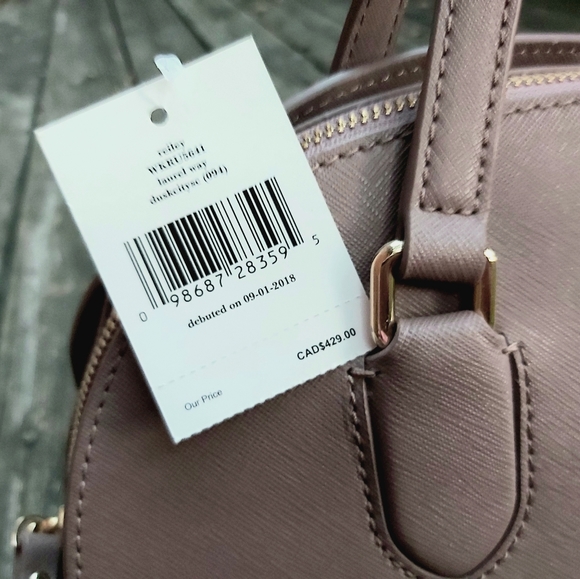 reiley
WKRU5641
laurel way
duskcitysc (094)
0 98687 28359 5
debuted on 09-01-2018
CAD$429.00
Our Price